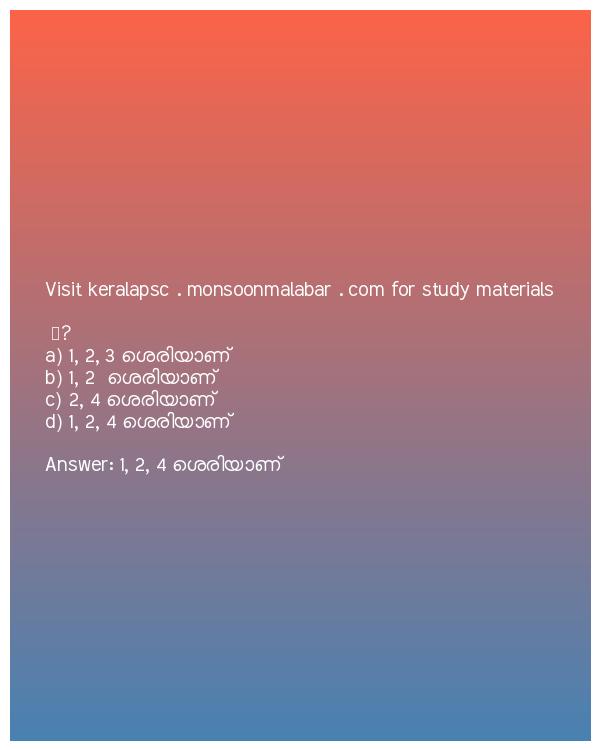 Visit keralapsc . monsoonmalabar . com for study materials
?
a) 1, 2, 3 ശെരിയാണ്
b) 1, 2 ശെരിയാണ്
c) 2, 4 ശെരിയാണ്
d) 1, 2, 4 ശെരിയാണ്
Answer: 1, 2, 4 ശെരിയാണ്